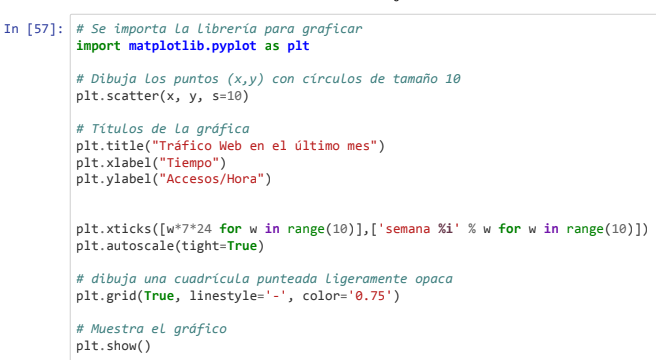 In [57]: # Se importa la librería para graficar
import matplotlib.pyplot as plt
# Dibuja los puntos (x,y) con círculos de tamaño 10
plt.scatter(x, y, s=10)
# Títulos de la gráfica
plt.title("Tráfico Web en el último mes")
plt.xlabel("Tiempo")
plt.ylabel("Accesos/Hora")
plt.xticks([w*7*24 for w in range(10)],['semana %i' % w for w in range(10)])
plt.autoscale(tight=True)
# dibuja una cuadrícula punteada ligeramente opaca
plt.grid(True, linestyle='-', color='0.75')
# Muestra el gráfico
plt.show()